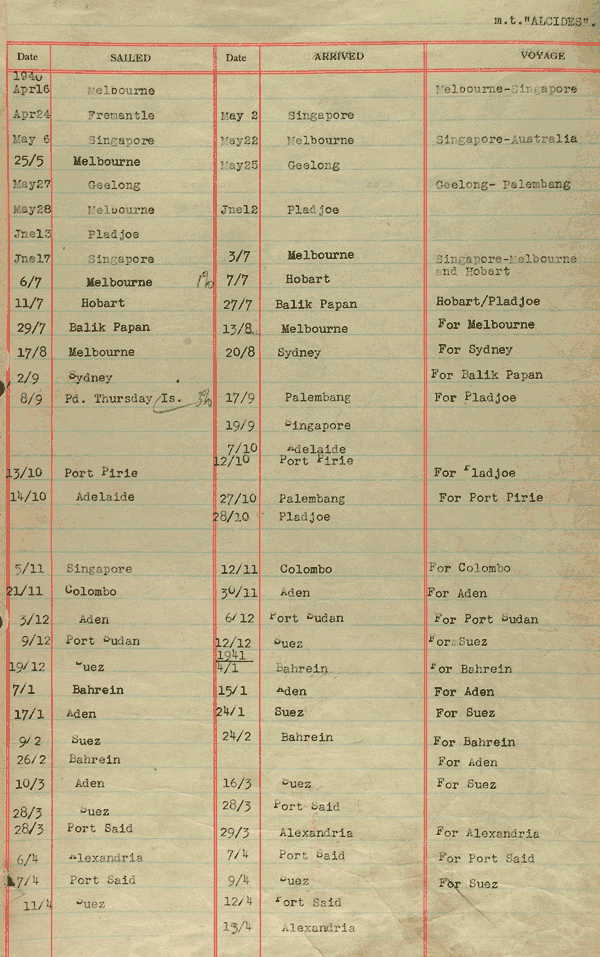 m.t."ALCIDES".
Date SAILED Date ARRIVED VOYAGE
1940
Apr16 Melbourne Melbourne-Singapore
Apr24 Fremantle May 2 Singapore
May 6 Singapore May22 Melbourne Singapore-Australia
25/5 Melbourne May25 Geelong
May27 Geelong Geelong- Palembang
May28 Melbourne Jne12 Pladjoe
Jne13 Pladjoe
Jne17 Singapore 3/7 Melbourne Singapore-Melbourne
and Hobart
6/7 Melbourne 7/7 Hobart
11/7 Hobart 27/7 Balik Papan Hobart/Pladjoe
29/7 Balik Papan 13/8 Melbourne For Melbourne
17/8 Melbourne 20/8 Sydney For Sydney
2/9 Sydney For Balik Papan
8/9 Pd. Thursday Is. 17/9 Palembang For Pladjoe
19/9 Singapore
7/10 Adelaide
12/10 Port Pirie
13/10 Port Pirie For Pladjoe
14/10 Adelaide 27/10 Palembang For Port Pirie
28/10 Pladjoe
5/11 Singapore 12/11 Colombo For Colombo
21/11 Colombo 30/11 Aden For Aden
3/12 Aden 6/12 Port Sudan For Port Sudan
9/12 Port Sudan 12/12 Suez For Suez
1941
19/12 Suez 4/1 Bahrein For Bahrein
7/1 Bahrein 15/1 Aden For Aden
17/1 Aden 24/1 Suez For Suez
9/2 Suez 24/2 Bahrein For Bahrein
26/2 Bahrein For Aden
10/3 Aden 16/3 Suez For Suez
28/3 Suez 28/3 Port Said
28/3 Port Said 29/3 Alexandria For Alexandria
6/4 Alexandria 7/4 Port Said For Port Said
7/4 Port Said 9/4 Suez For Suez
11/4 Suez 12/4 Port Said
13/4 Alexandria